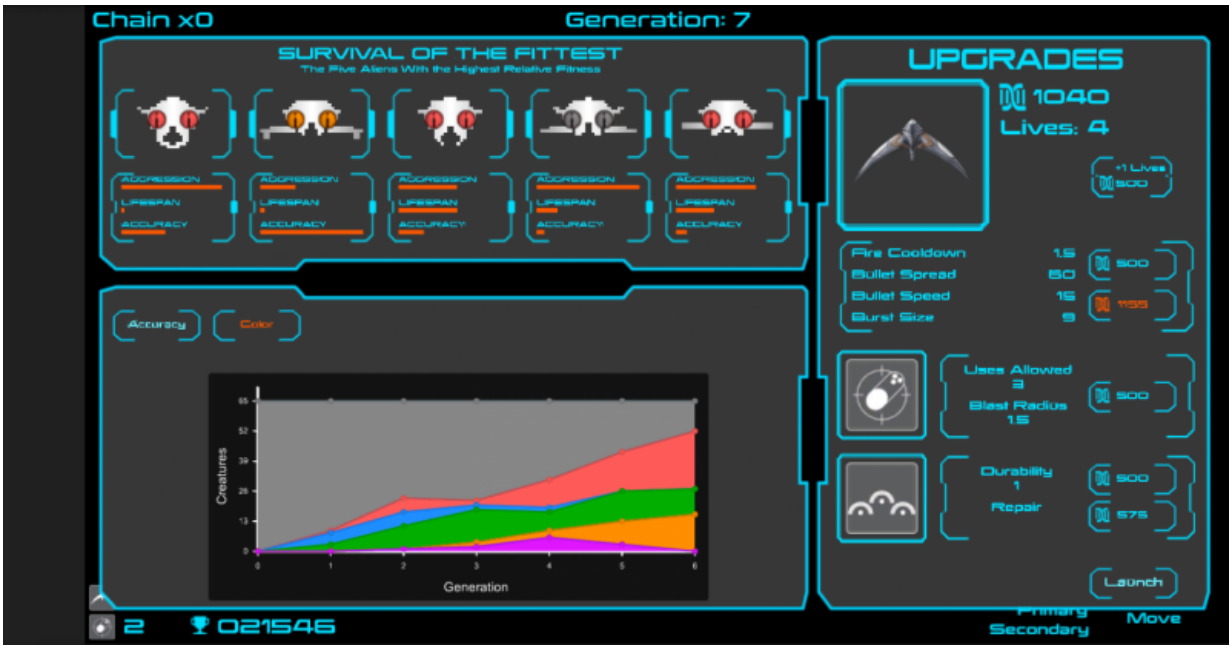 Chain x0
Generation: 7
SURVIVAL OF THE FITTEST
The Five Aliens With the Highest Relative Fitness
AGGRESSION
LIFESPAN
ACCURACY
AGGRESSION
LIFESPAN
ACCURACY
AGGRESSION
LIFESPAN
ACCURACY
AGGRESSION
LIFESPAN
ACCURACY
AGGRESSION
LIFESPAN
ACCURACY
Accuracy
Color
65
52
39
26
13
0
Creatures
0 1 2 3 4 5 6
Generation
UPGRADES
1040
Lives: 4
+1 Lives
500
Fire Cooldown 1.5
500
Bullet Spread 60
Bullet Speed 15
1155
Burst Size 9
Uses Allowed
3
500
Blast Radius
1.5
Durability
1
500
Repair
575
Launch
2
021546
Primary
Secondary
Move